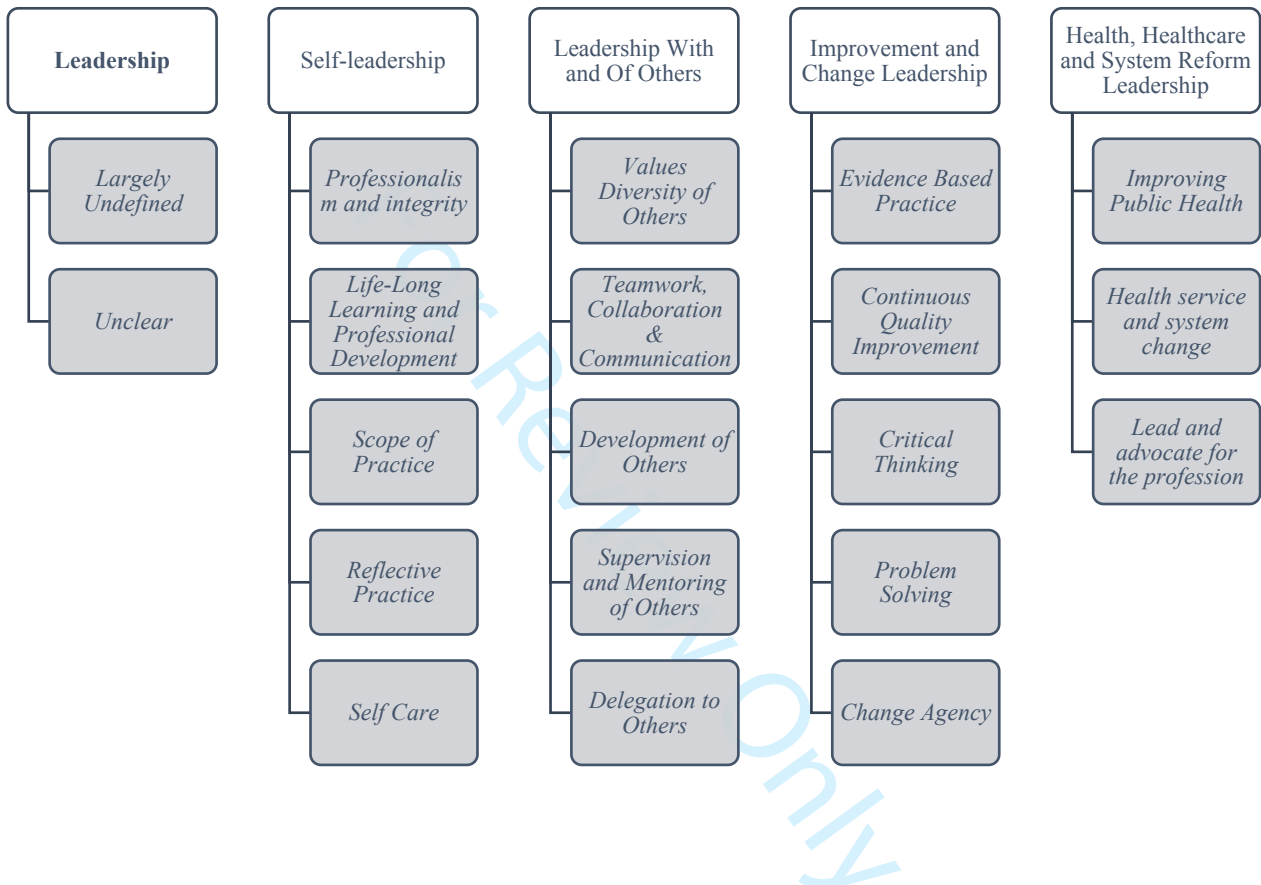 Leadership
Largely
Undefined
Unclear
Self-leadership
Professionalis
m and integrity
Life-Long
Learning and
Professional
Development
Scope of
Practice
Reflective
Practice
Self Care
Leadership With
and Of Others
Values
Diversity of
Others
Teamwork,
Collaboration
&
Communication
Development of
Others
Supervision
and Mentoring
of Others
Delegation to
Others
Improvement and
Change Leadership
Evidence Based
Practice
Continuous
Quality
Improvement
Critical
Thinking
Problem
Solving
Change Agency
Health, Healthcare
and System Reform
Leadership
Improving
Public Health
Health service
and system
change
Lead and
advocate for
the profession
For Review Only